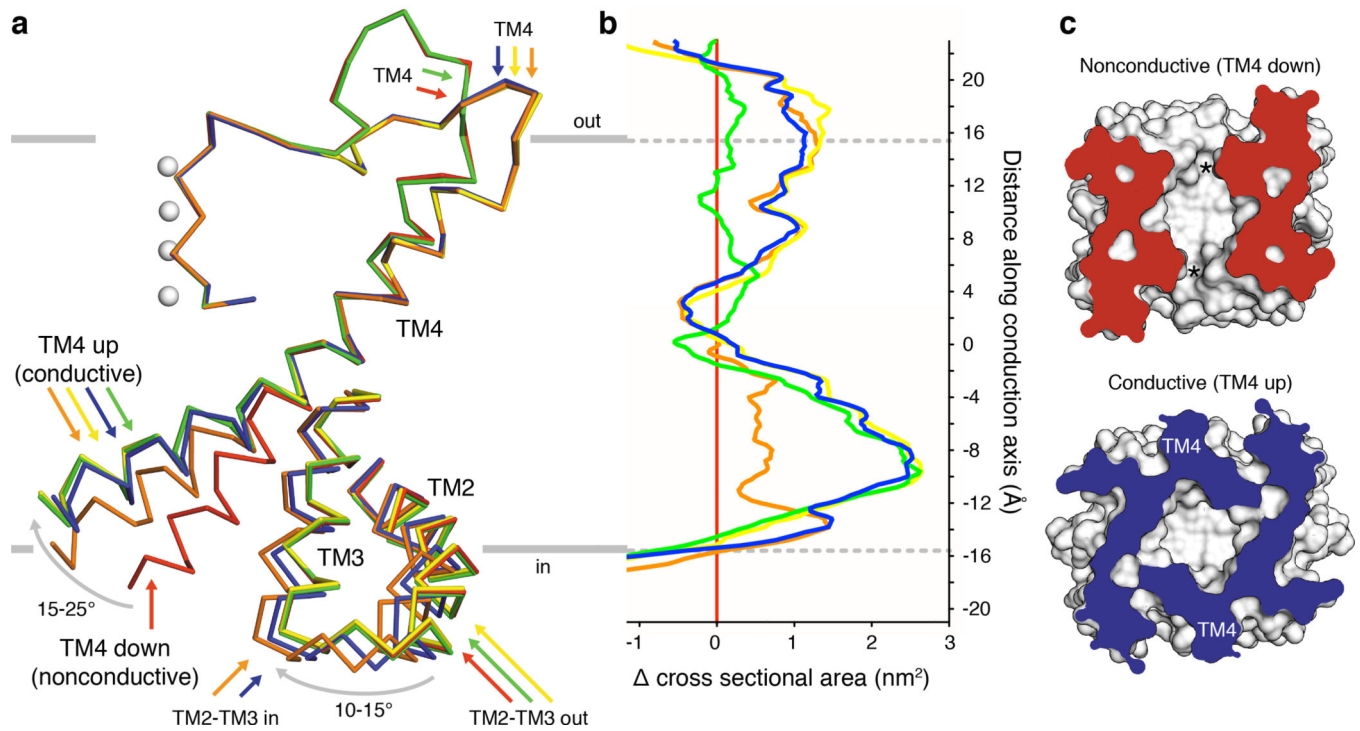 a
TM4
TM4
out
TM4
TM4 up
(conductive)
TM2
TM3
in
15-25°
TM4 down
(nonconductive)
10-15°
TM2-TM3 in
TM2-TM3 out
b
20
16
12
8
4
0
-4
-8
-12
-16
-20
-1
0
1
2
3
Δ cross sectional area (nm²)
Distance along conduction axis (Å)
c
Nonconductive (TM4 down)
*
*
Conductive (TM4 up)
TM4
TM4